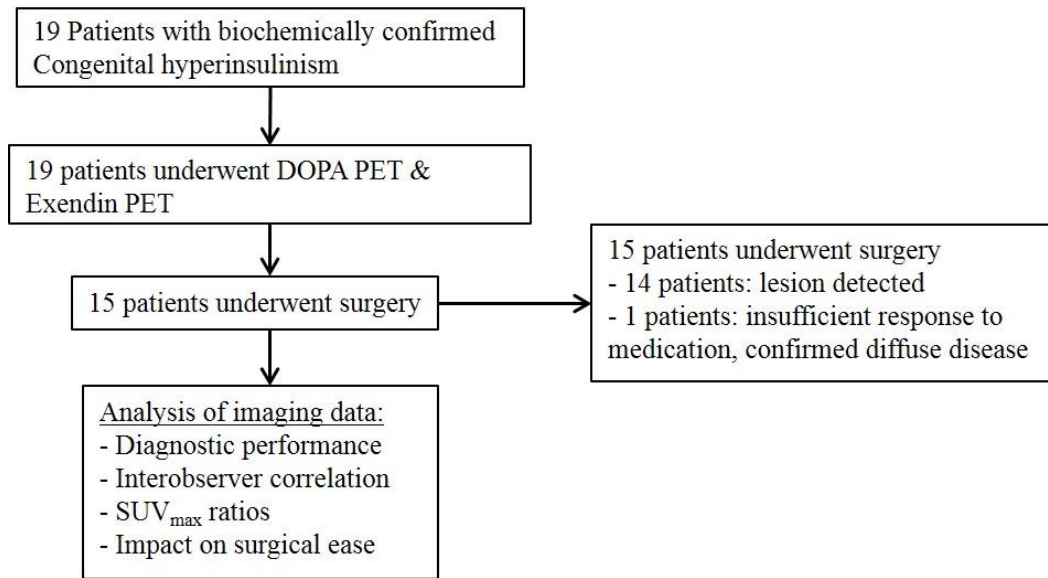 19 Patients with biochemically confirmed
Congenital hyperinsulinism
19 patients underwent DOPA PET &
Exendin PET
15 patients underwent surgery
15 patients underwent surgery
- 14 patients: lesion detected
- 1 patients: insufficient response to
medication, confirmed diffuse disease
Analysis of imaging data:
- Diagnostic performance
- Interobserver correlation
- SUVmax ratios
- Impact on surgical ease